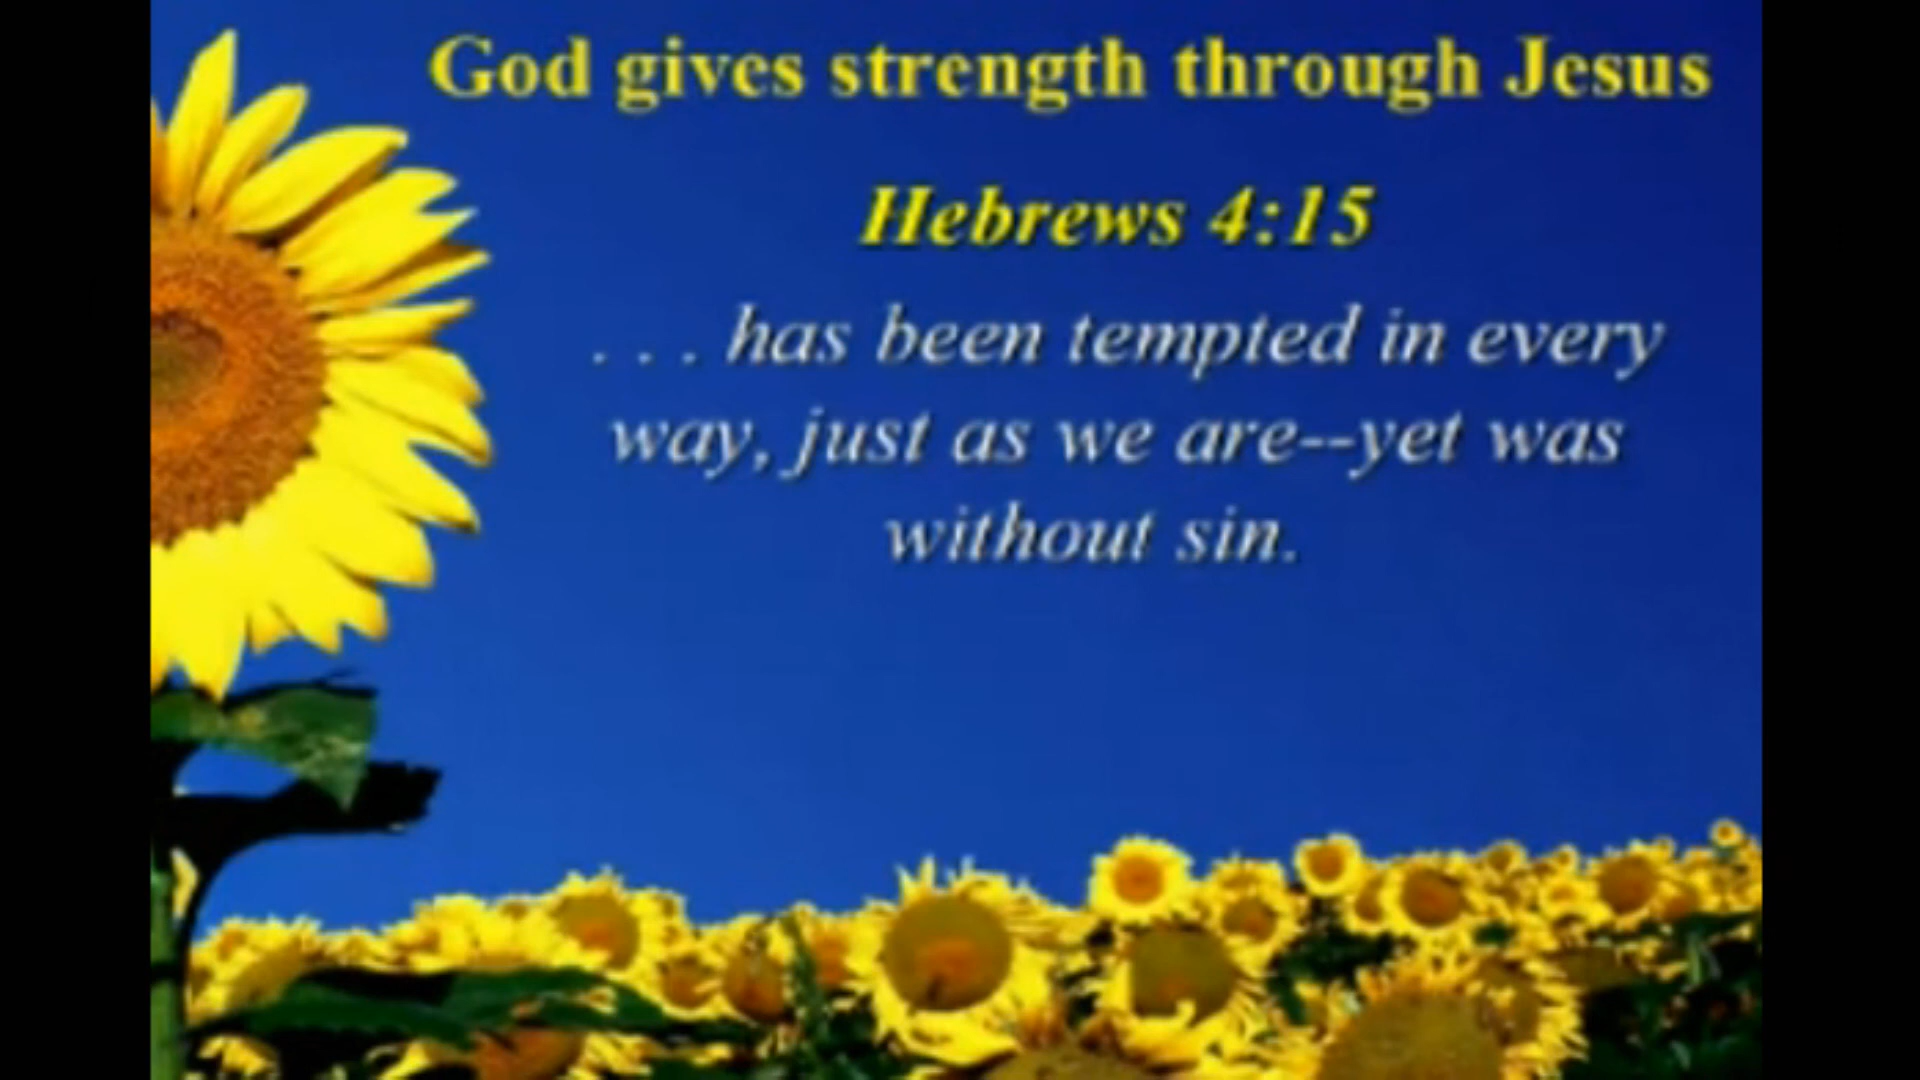 God gives strength through Jesus
Hebrews 4:15
. . . has been tempted in every
way, just as we are--yet was
without sin.